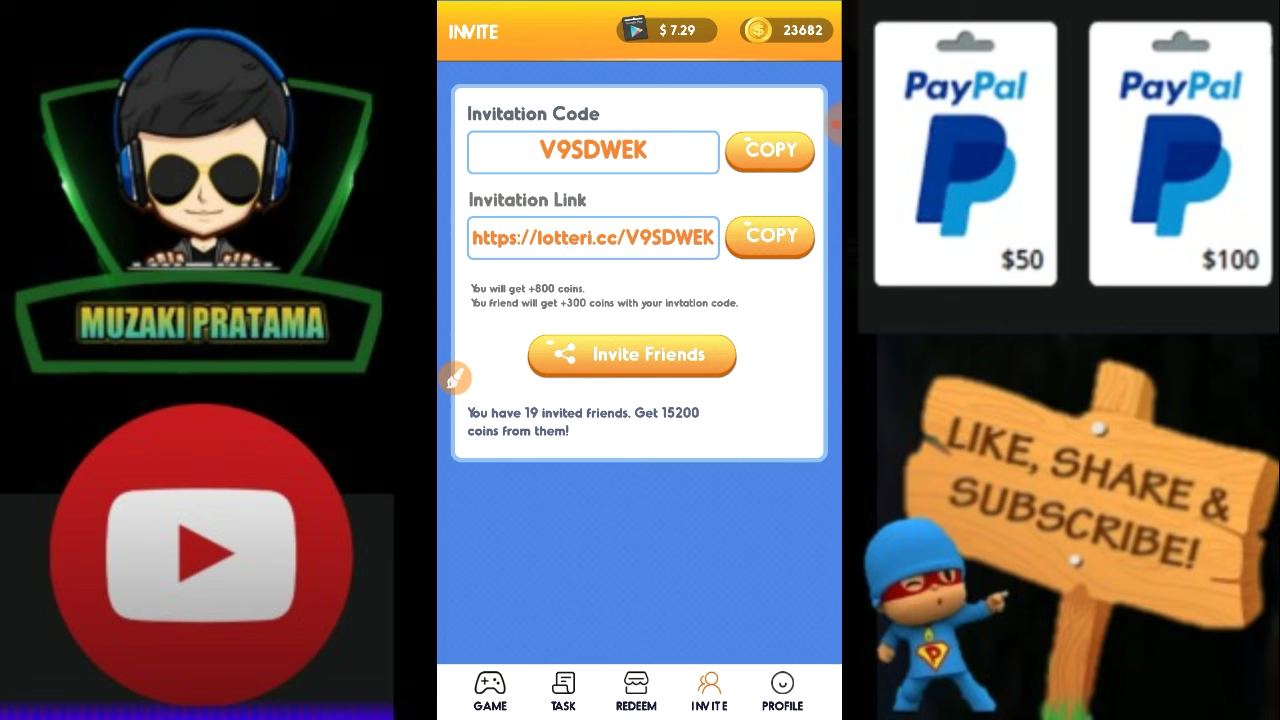 MUZAKI PRATAMA
INVITE
$ 7.29
23682
Invitation Code
V9SDWEK
COPY
Invitation Link
https://lotteri.cc/V9SDWEK
COPY
You will get +800 coins.
You friend will get +300 coins with your invtation code.
Invite Friends
You have 19 invited friends. Get 15200
coins from them!
GAME
TASK
REDEEM
INVITE
PROFILE
PayPal
$50
PayPal
$100
LIKE, SHARE &
SUBSCRIBE!
P